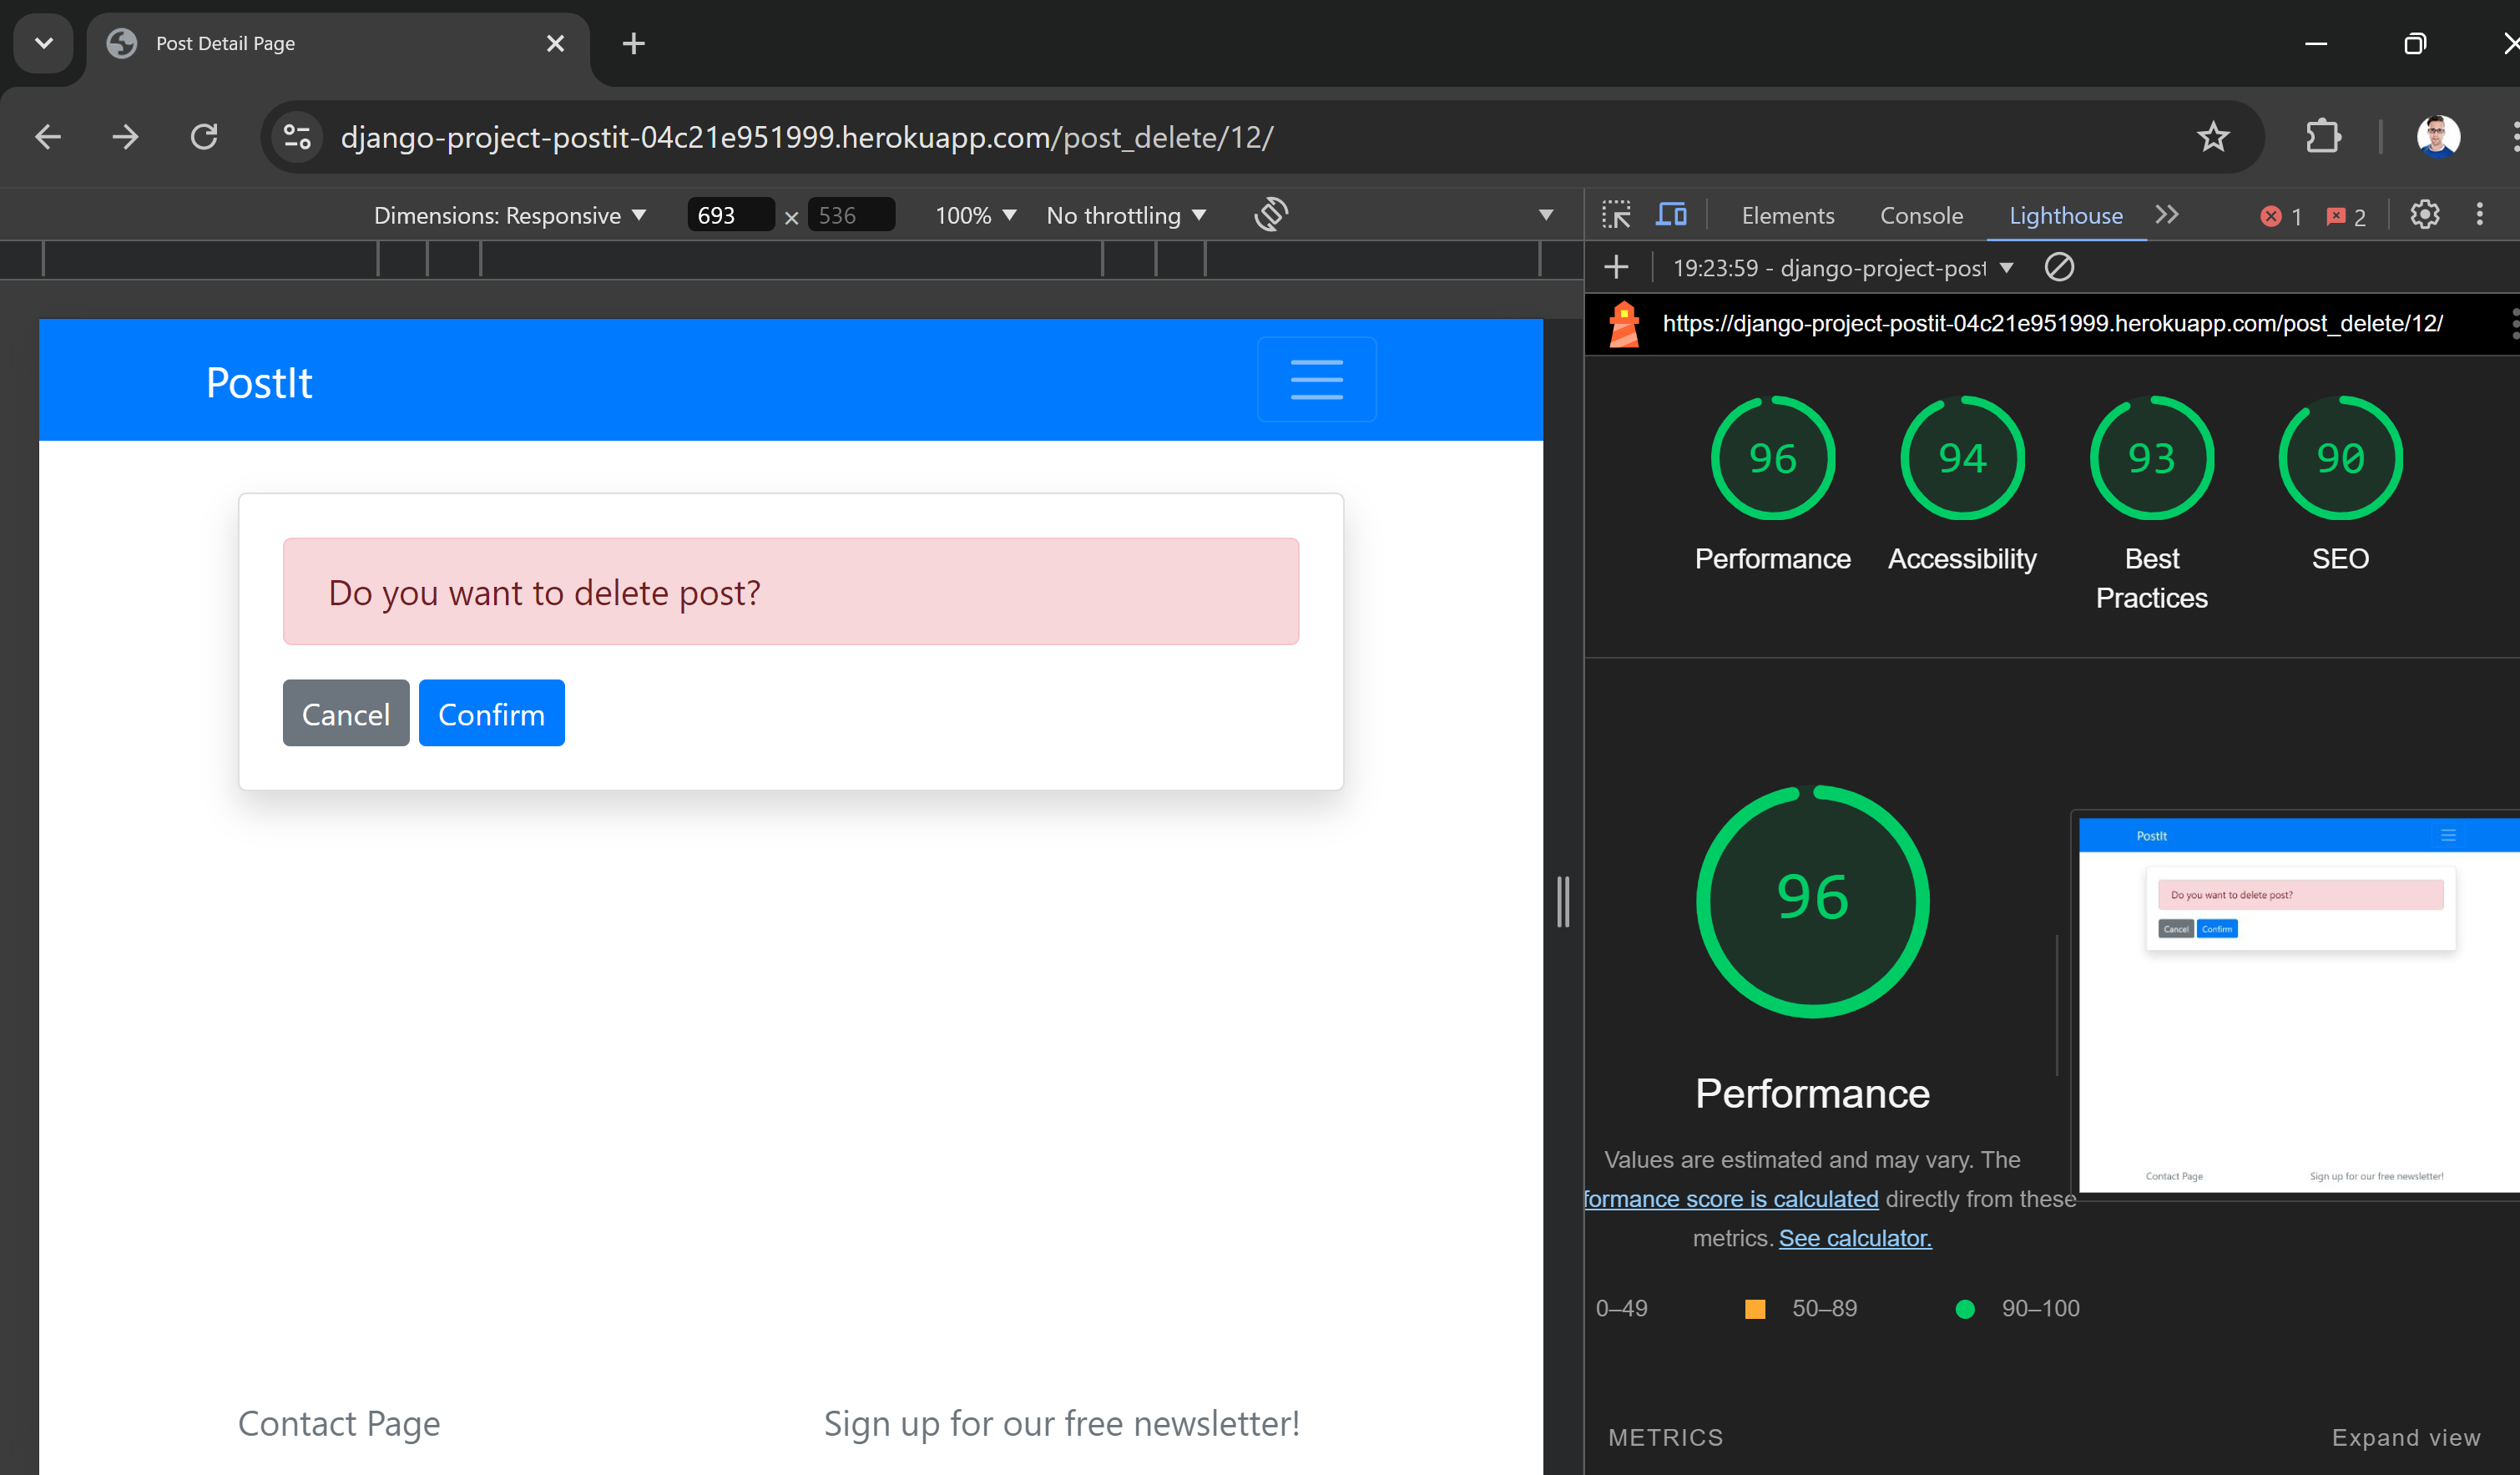 Post Detail Page
django-project-postit-04c21e951999.herokuapp.com/post_delete/12/
Dimensions: Responsive 693 × 536 100% No throttling
Elements Console Lighthouse 1 2
19:23:59 - django-project-post
https://django-project-postit-04c21e951999.herokuapp.com/post_delete/12/
PostIt
Do you want to delete post?
Cancel Confirm
Contact Page Sign up for our free newsletter!
96 94 93 90
Performance Accessibility Best Practices SEO
96
Performance
Values are estimated and may vary. The
formance score is calculated directly from these
metrics. See calculator.
0–49 50–89 90–100
METRICS Expand view
PostIt
Do you want to delete post?
Cancel Confirm
Contact Page Sign up for our free newsletter!